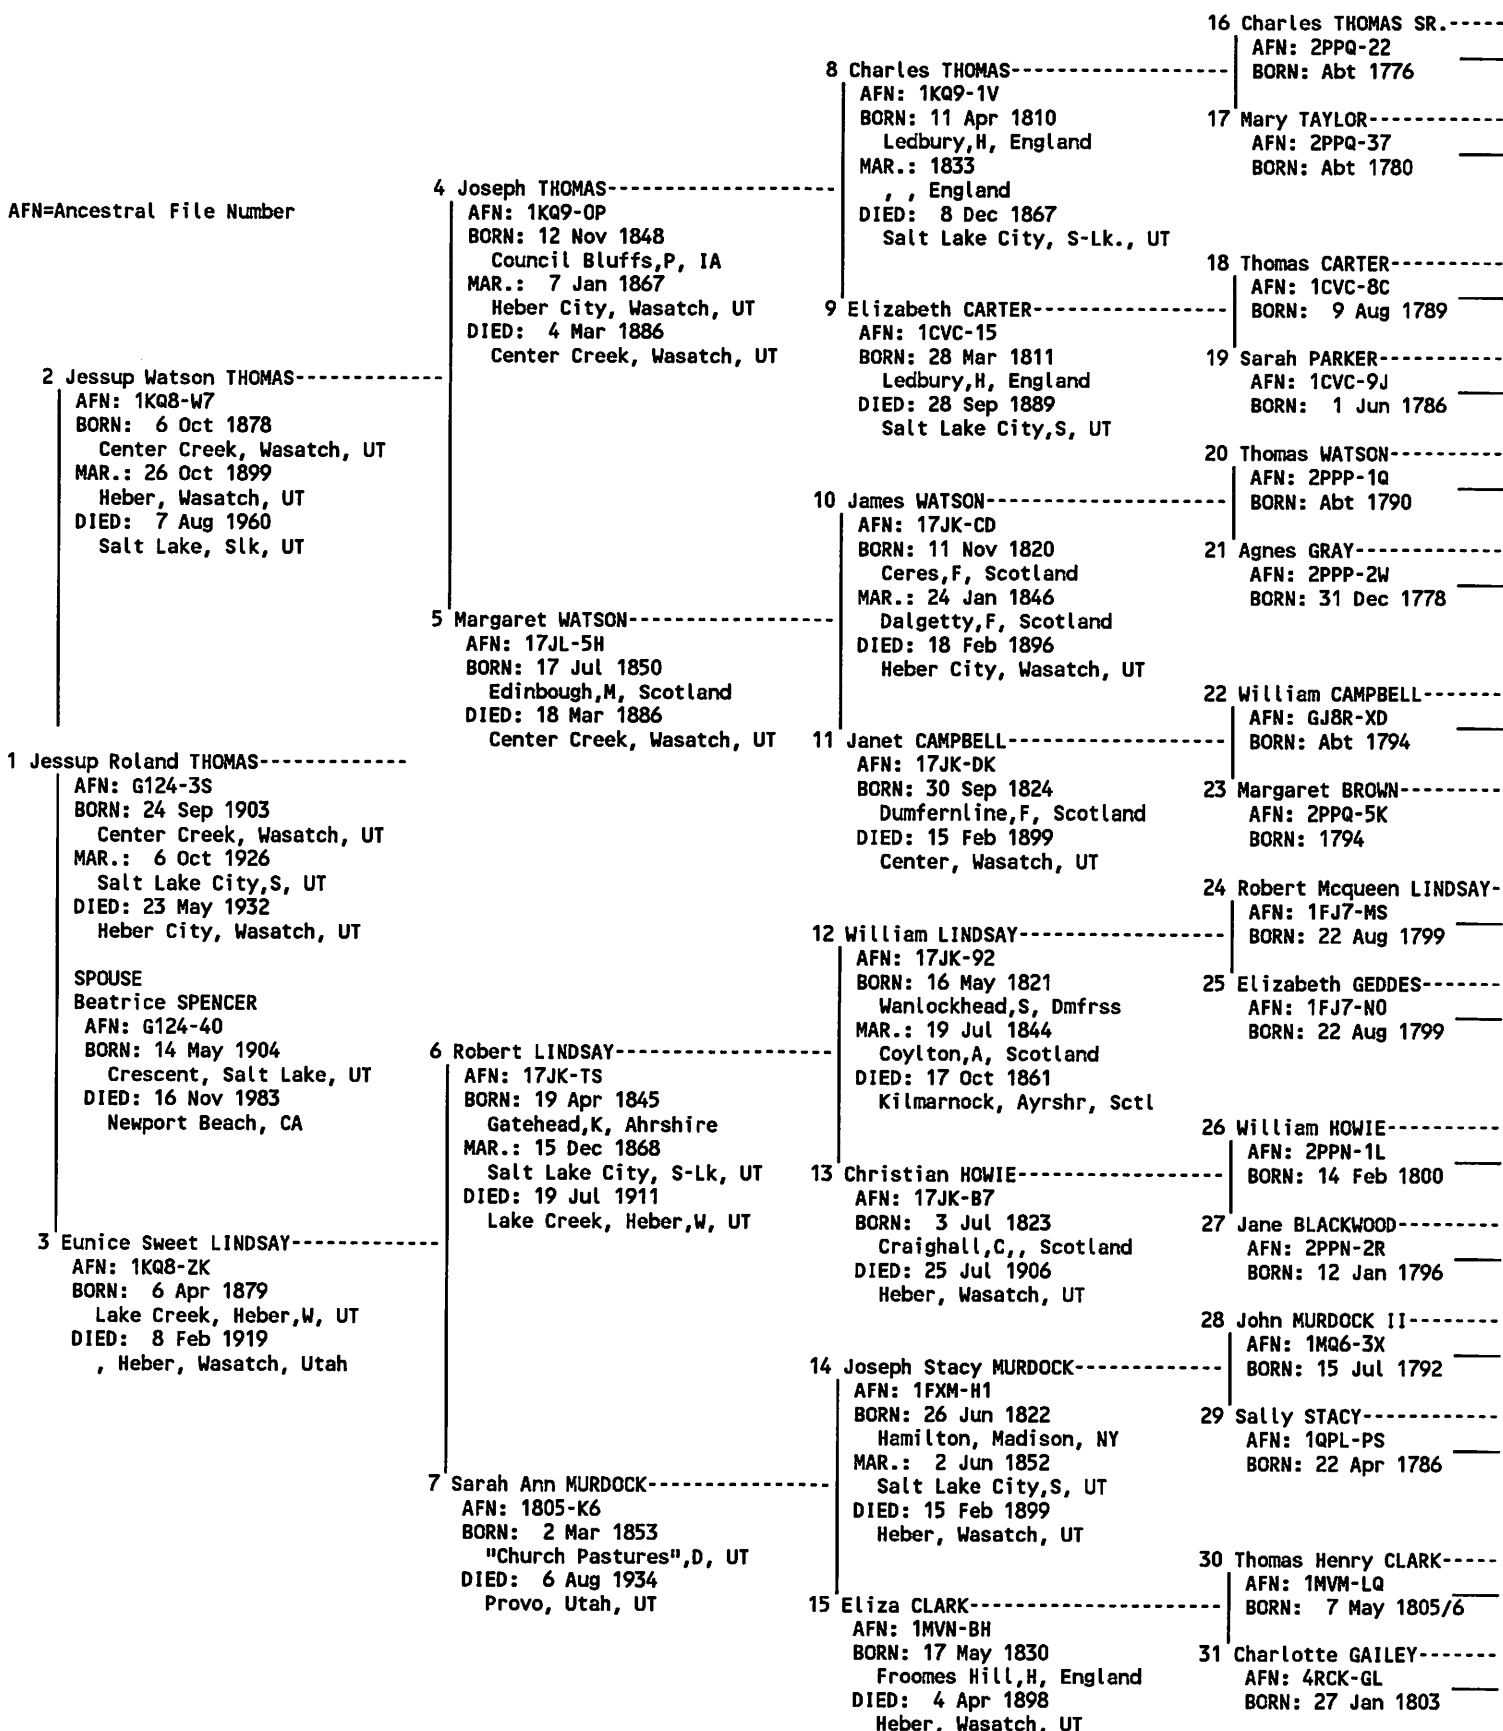 AFN=Ancestral File Number
1 Jessup Roland THOMAS-------------
AFN: G124-3S
BORN: 24 Sep 1903
Center Creek, Wasatch, UT
MAR.: 6 Oct 1926
Salt Lake City,S, UT
DIED: 23 May 1932
Heber City, Wasatch, UT
SPOUSE
Beatrice SPENCER
AFN: G124-40
BORN: 14 May 1904
Crescent, Salt Lake, UT
DIED: 16 Nov 1983
Newport Beach, CA
2 Jessup Watson THOMAS-------------
AFN: 1KQ8-W7
BORN: 6 Oct 1878
Center Creek, Wasatch, UT
MAR.: 26 Oct 1899
Heber, Wasatch, UT
DIED: 7 Aug 1960
Salt Lake, Slk, UT
3 Eunice Sweet LINDSAY-------------
AFN: 1KQ8-ZK
BORN: 6 Apr 1879
Lake Creek, Heber,W, UT
DIED: 8 Feb 1919
, Heber, Wasatch, Utah
4 Joseph THOMAS--------------------
AFN: 1KQ9-0P
BORN: 12 Nov 1848
Council Bluffs,P, IA
MAR.: 7 Jan 1867
Heber City, Wasatch, UT
DIED: 4 Mar 1886
Center Creek, Wasatch, UT
5 Margaret WATSON------------------
AFN: 17JL-5H
BORN: 17 Jul 1850
Edinbough,M, Scotland
DIED: 18 Mar 1886
Center Creek, Wasatch, UT
6 Robert LINDSAY-------------------
AFN: 17JK-TS
BORN: 19 Apr 1845
Gatehead,K, Ahrshire
MAR.: 15 Dec 1868
Salt Lake City, S-Lk, UT
DIED: 19 Jul 1911
Lake Creek, Heber,W, UT
7 Sarah Ann MURDOCK----------------
AFN: 1805-K6
BORN: 2 Mar 1853
"Church Pastures",D, UT
DIED: 6 Aug 1934
Provo, Utah, UT
8 Charles THOMAS-------------------
AFN: 1KQ9-1V
BORN: 11 Apr 1810
Ledbury,H, England
MAR.: 1833
, , England
DIED: 8 Dec 1867
Salt Lake City, S-Lk., UT
9 Elizabeth CARTER-----------------
AFN: 1CVC-15
BORN: 28 Mar 1811
Ledbury,H, England
DIED: 28 Sep 1889
Salt Lake City,S, UT
10 James WATSON---------------------
AFN: 17JK-CD
BORN: 11 Nov 1820
Ceres,F, Scotland
MAR.: 24 Jan 1846
Dalgetty,F, Scotland
DIED: 18 Feb 1896
Heber City, Wasatch, UT
11 Janet CAMPBELL-------------------
AFN: 17JK-DK
BORN: 30 Sep 1824
Dumfernline,F, Scotland
DIED: 15 Feb 1899
Center, Wasatch, UT
12 William LINDSAY------------------
AFN: 17JK-92
BORN: 16 May 1821
Wanlockhead,S, Dmfrss
MAR.: 19 Jul 1844
Coylton,A, Scotland
DIED: 17 Oct 1861
Kilmarnock, Ayrshr, Sctl
13 Christian HOWIE------------------
AFN: 17JK-B7
BORN: 3 Jul 1823
Craighall,C,, Scotland
DIED: 25 Jul 1906
Heber, Wasatch, UT
14 Joseph Stacy MURDOCK-------------
AFN: 1FXM-H1
BORN: 26 Jun 1822
Hamilton, Madison, NY
MAR.: 2 Jun 1852
Salt Lake City,S, UT
DIED: 15 Feb 1899
Heber, Wasatch, UT
15 Eliza CLARK----------------------
AFN: 1MVN-BH
BORN: 17 May 1830
Froomes Hill,H, England
DIED: 4 Apr 1898
Heber, Wasatch, UT
16 Charles THOMAS SR.-----
AFN: 2PPQ-22
BORN: Abt 1776
17 Mary TAYLOR------------
AFN: 2PPQ-37
BORN: Abt 1780
18 Thomas CARTER----------
AFN: 1CVC-8C
BORN: 9 Aug 1789
19 Sarah PARKER-----------
AFN: 1CVC-9J
BORN: 1 Jun 1786
20 Thomas WATSON----------
AFN: 2PPP-1Q
BORN: Abt 1790
21 Agnes GRAY-------------
AFN: 2PPP-2W
BORN: 31 Dec 1778
22 William CAMPBELL-------
AFN: GJ8R-XD
BORN: Abt 1794
23 Margaret BROWN---------
AFN: 2PPQ-5K
BORN: 1794
24 Robert Mcqueen LINDSAY-
AFN: 1FJ7-MS
BORN: 22 Aug 1799
25 Elizabeth GEDDES-------
AFN: 1FJ7-N0
BORN: 22 Aug 1799
26 William HOWIE----------
AFN: 2PPN-1L
BORN: 14 Feb 1800
27 Jane BLACKWOOD---------
AFN: 2PPN-2R
BORN: 12 Jan 1796
28 John MURDOCK II--------
AFN: 1MQ6-3X
BORN: 15 Jul 1792
29 Sally STACY------------
AFN: 1QPL-PS
BORN: 22 Apr 1786
30 Thomas Henry CLARK-----
AFN: 1MVM-LQ
BORN: 7 May 1805/6
31 Charlotte GAILEY-------
AFN: 4RCK-GL
BORN: 27 Jan 1803